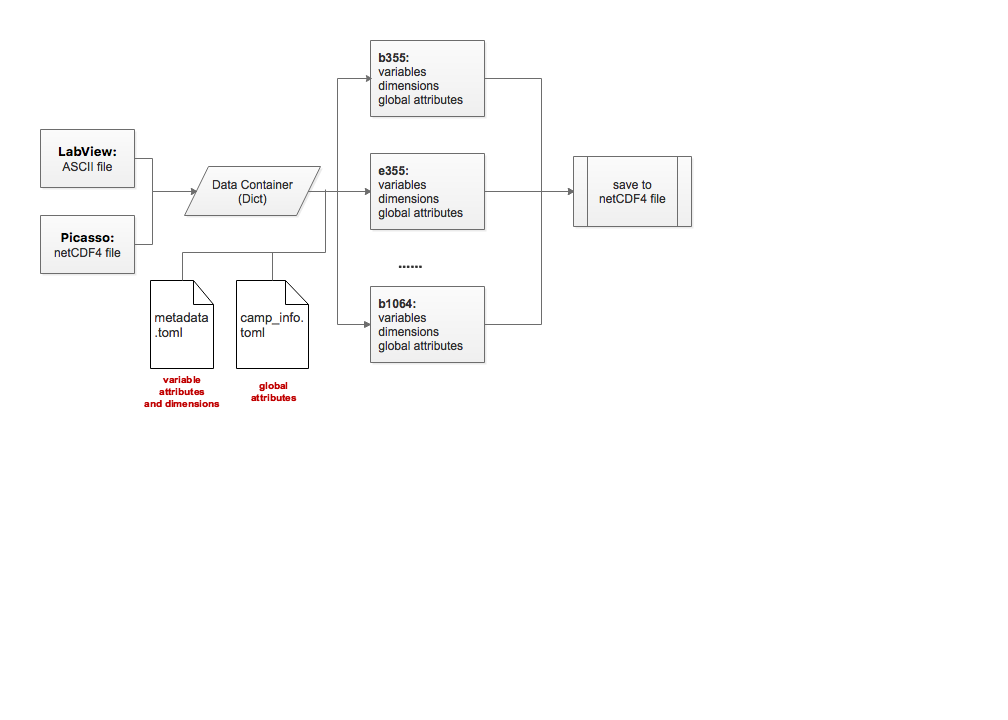 LabView:
ASCII file
Picasso:
netCDF4 file
Data Container
(Dict)
metadata
.toml
variable
attributes
and dimensions
camp_info.
toml
global
attributes
b355:
variables
dimensions
global attributes
e355:
variables
dimensions
global attributes
......
b1064:
variables
dimensions
global attributes
save to
netCDF4 file